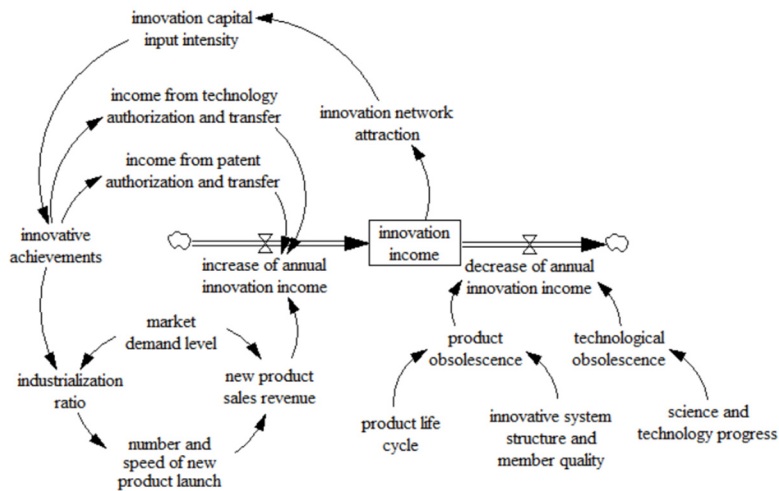 innovation capital
input intensity
income from technology
authorization and transfer
innovation network
attraction
income from patent
authorization and transfer
innovative
achievements
innovation
income
increase of annual
innovation income
decrease of annual
innovation income
market
demand level
product
obsolescence
technological
obsolescence
industrialization
ratio
new product
sales revenue
product life
cycle
innovative system
structure and
member quality
science and
technology progress
number and
speed of new
product launch